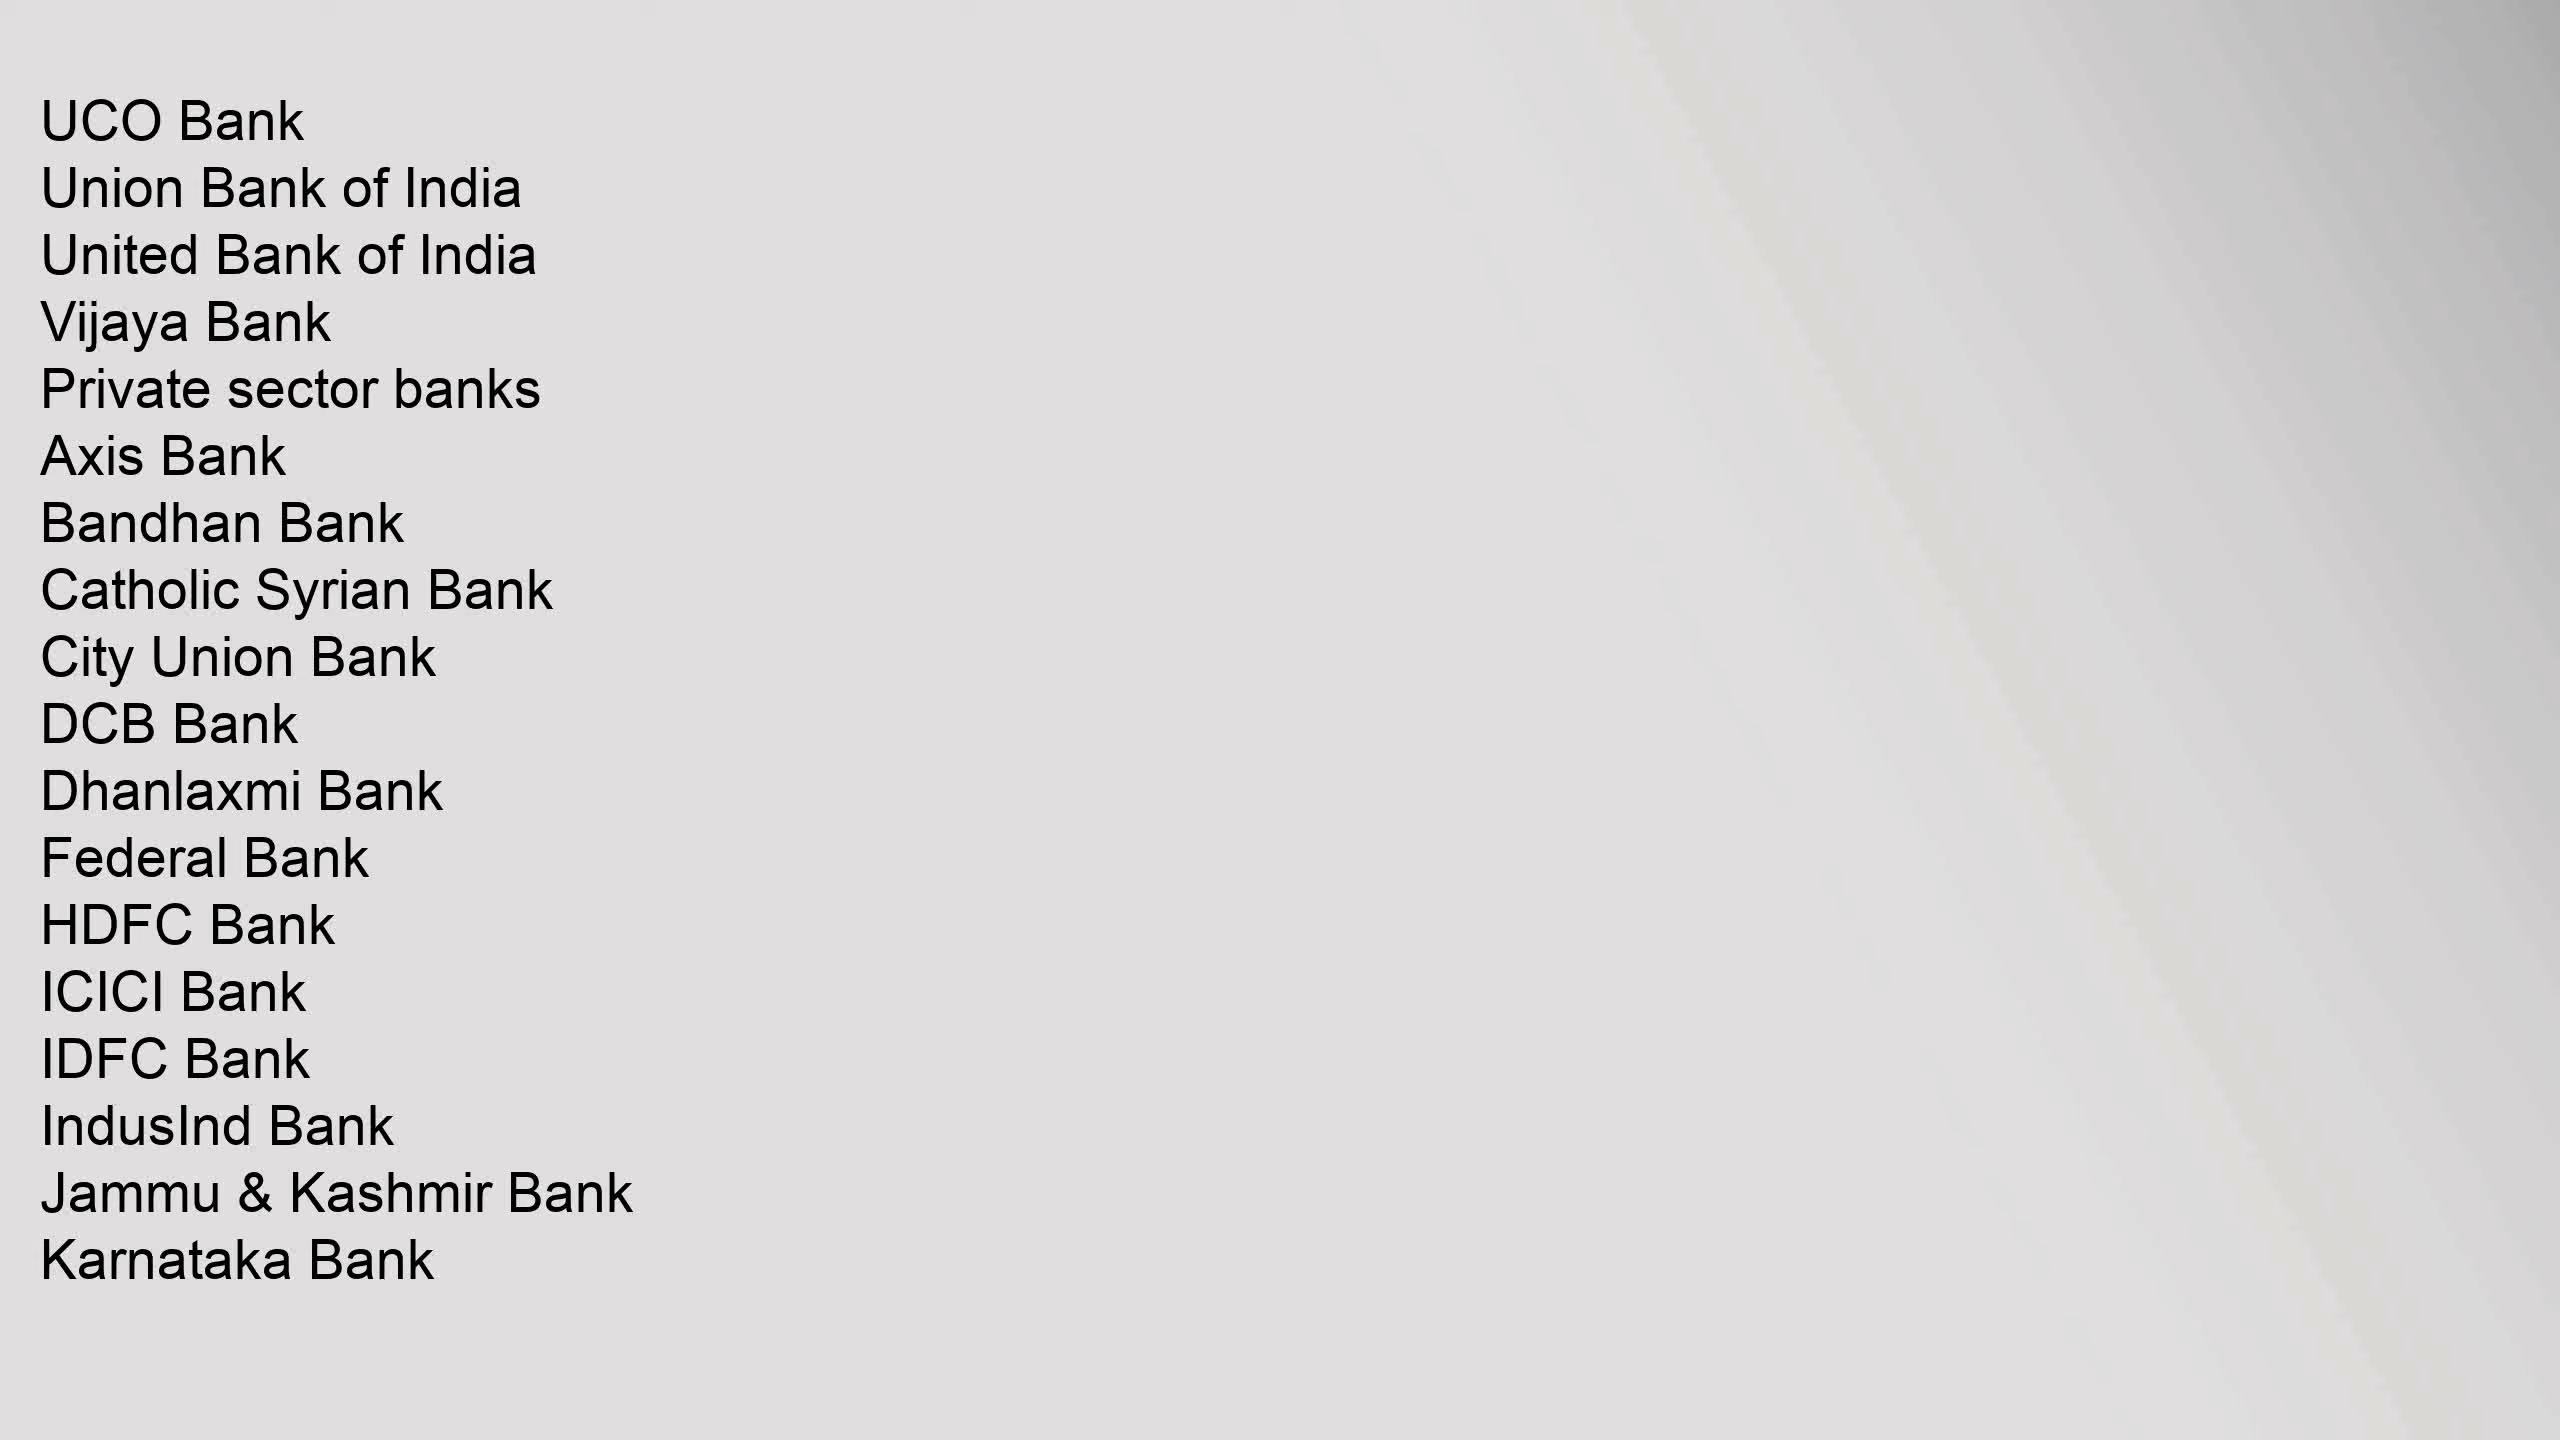 UCO Bank
Union Bank of India
United Bank of India
Vijaya Bank
Private sector banks
Axis Bank
Bandhan Bank
Catholic Syrian Bank
City Union Bank
DCB Bank
Dhanlaxmi Bank
Federal Bank
HDFC Bank
ICICI Bank
IDFC Bank
IndusInd Bank
Jammu & Kashmir Bank
Karnataka Bank